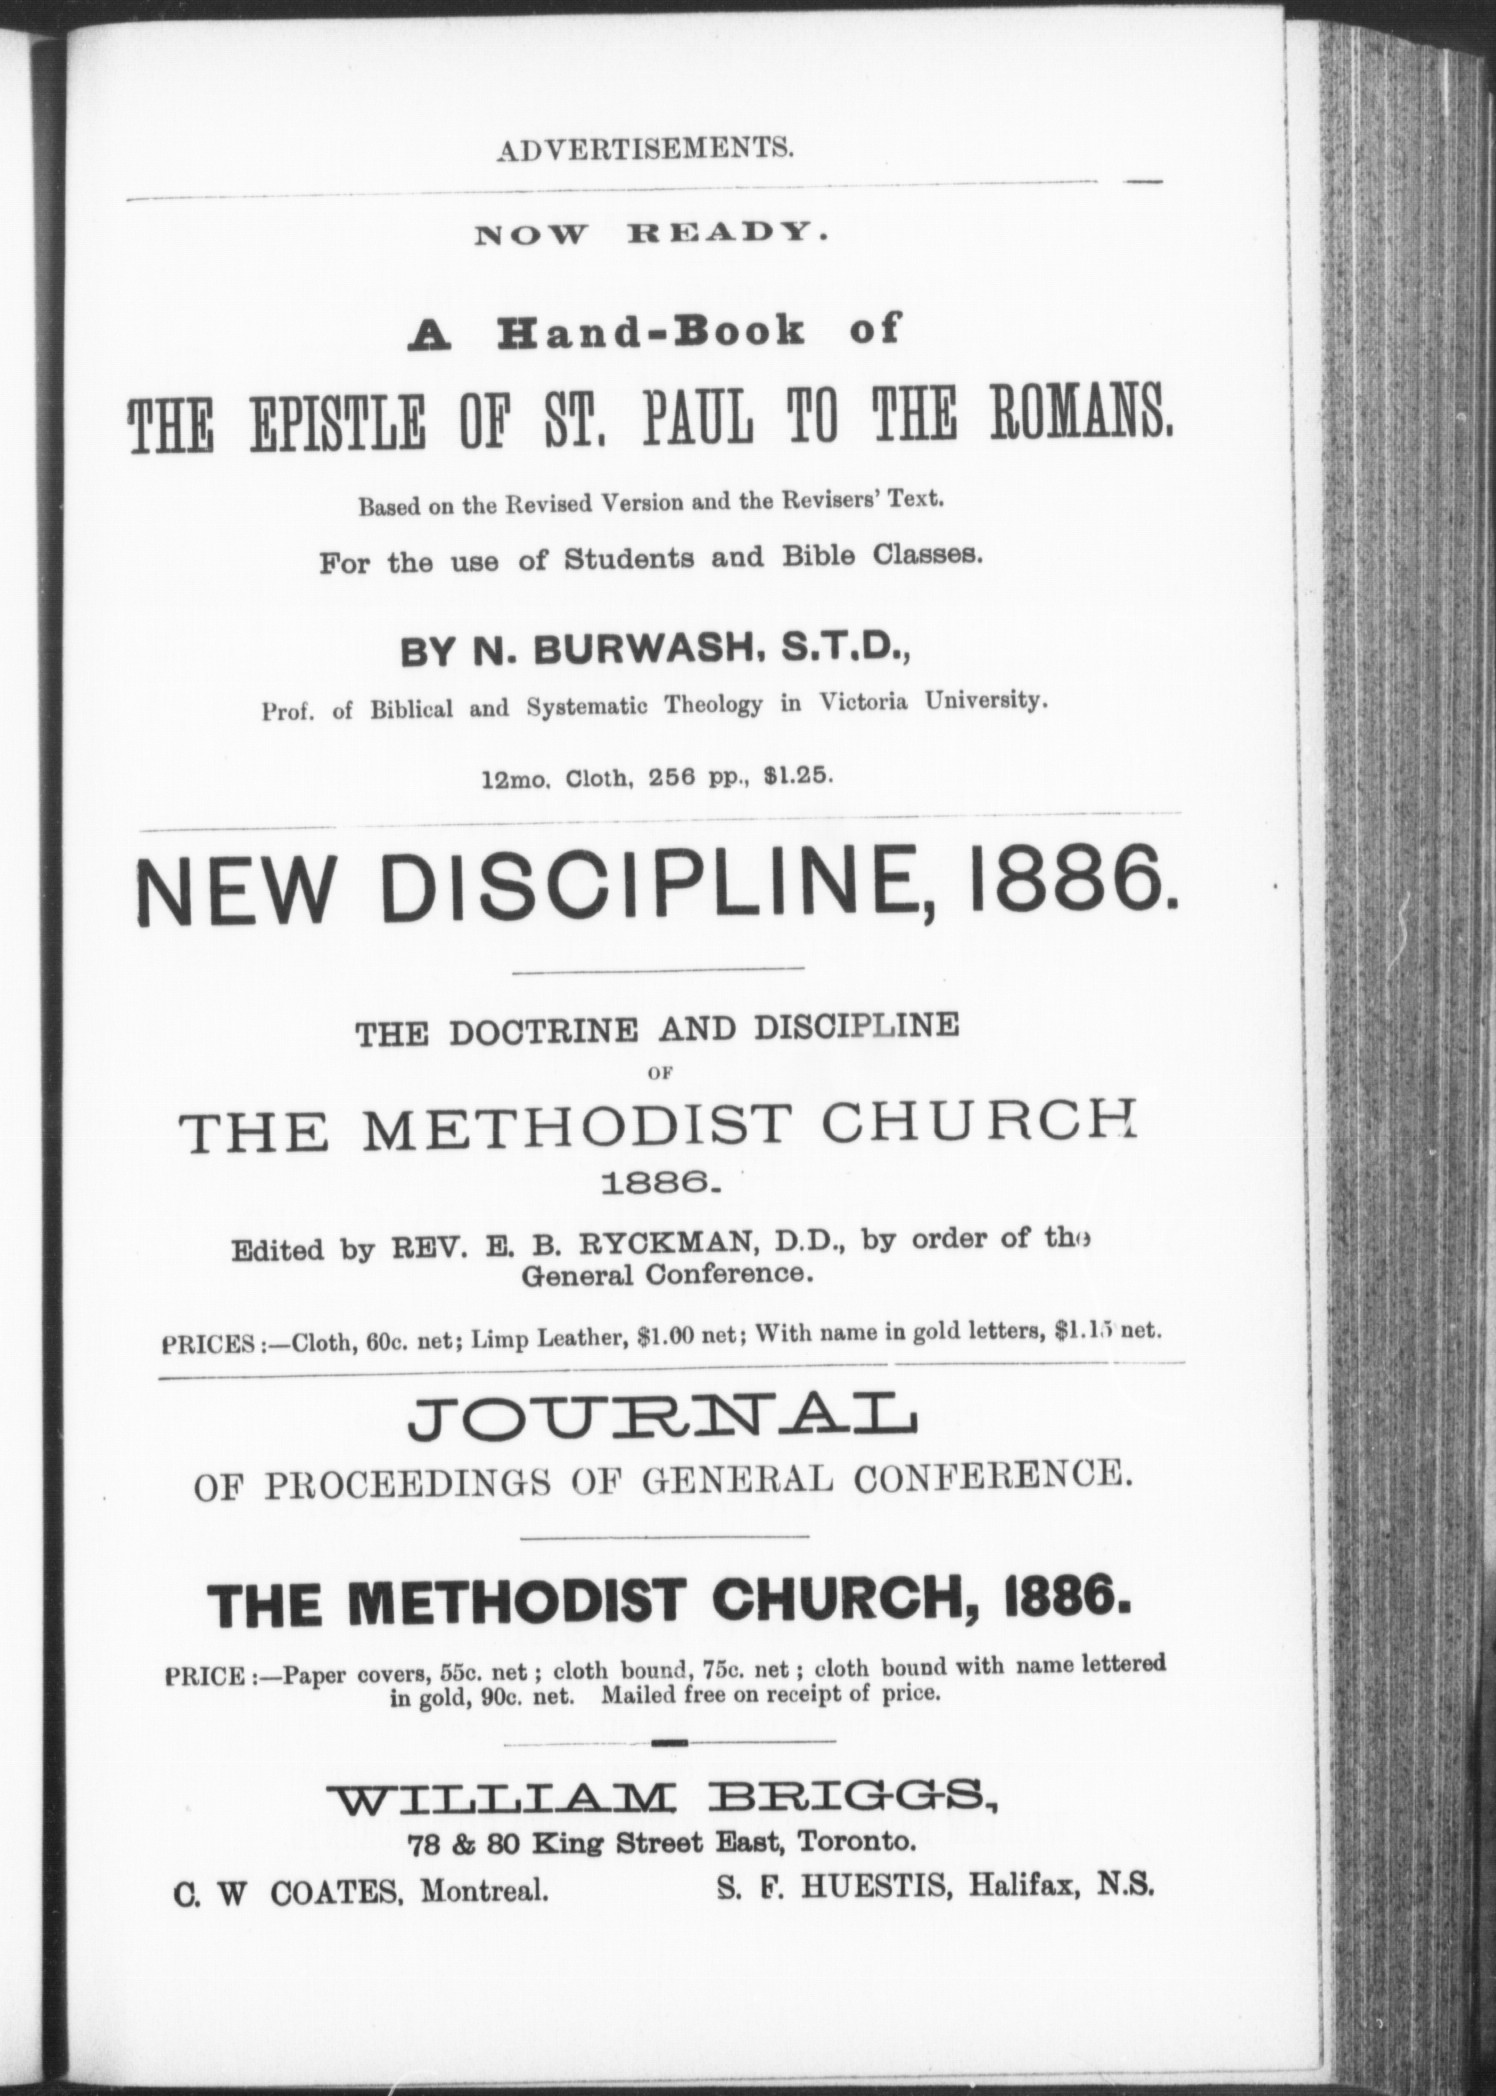 ADVERTISEMENTS.
NOW READY.
A Hand-Book of
THE EPISTLE OF ST. PAUL TO THE ROMANS.
Based on the Revised Version and the Revisers' Text.
For the use of Students and Bible Classes.
BY N. BURWASH, S.T.D.,
Prof. of Biblical and Systematic Theology in Victoria University.
12mo. Cloth, 256 pp., $1.25.
NEW DISCIPLINE, 1886.
THE DOCTRINE AND DISCIPLINE
OF
THE METHODIST CHURCH
1886.
Edited by REV. E. B. RYCKMAN, D.D., by order of the
General Conference.
PRICES:—Cloth, 60c. net; Limp Leather, $1.00 net; With name in gold letters, $1.15 net.
JOURNAL
OF PROCEEDINGS OF GENERAL CONFERENCE.
THE METHODIST CHURCH, 1886.
PRICE:—Paper covers, 55c. net; cloth bound, 75c. net; cloth bound with name lettered
in gold, 90c. net. Mailed free on receipt of price.
WILLIAM BRIGGS,
78 & 80 King Street East, Toronto.
C. W COATES, Montreal. S. F. HUESTIS, Halifax, N.S.